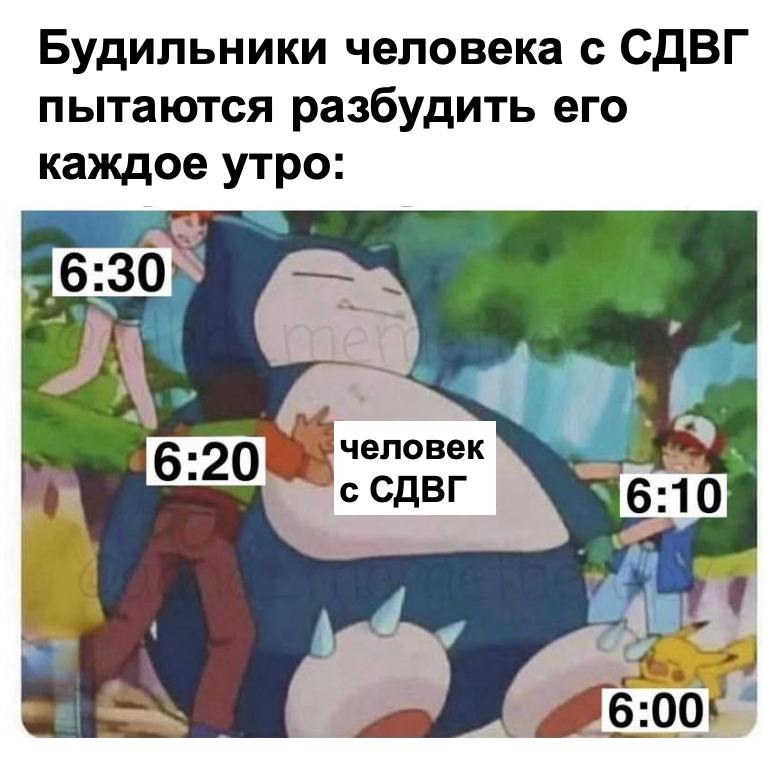 Будильники человека с СДВГ
пытаются разбудить его
каждое утро:
6:30
6:20
человек
с СДВГ
6:10
6:00